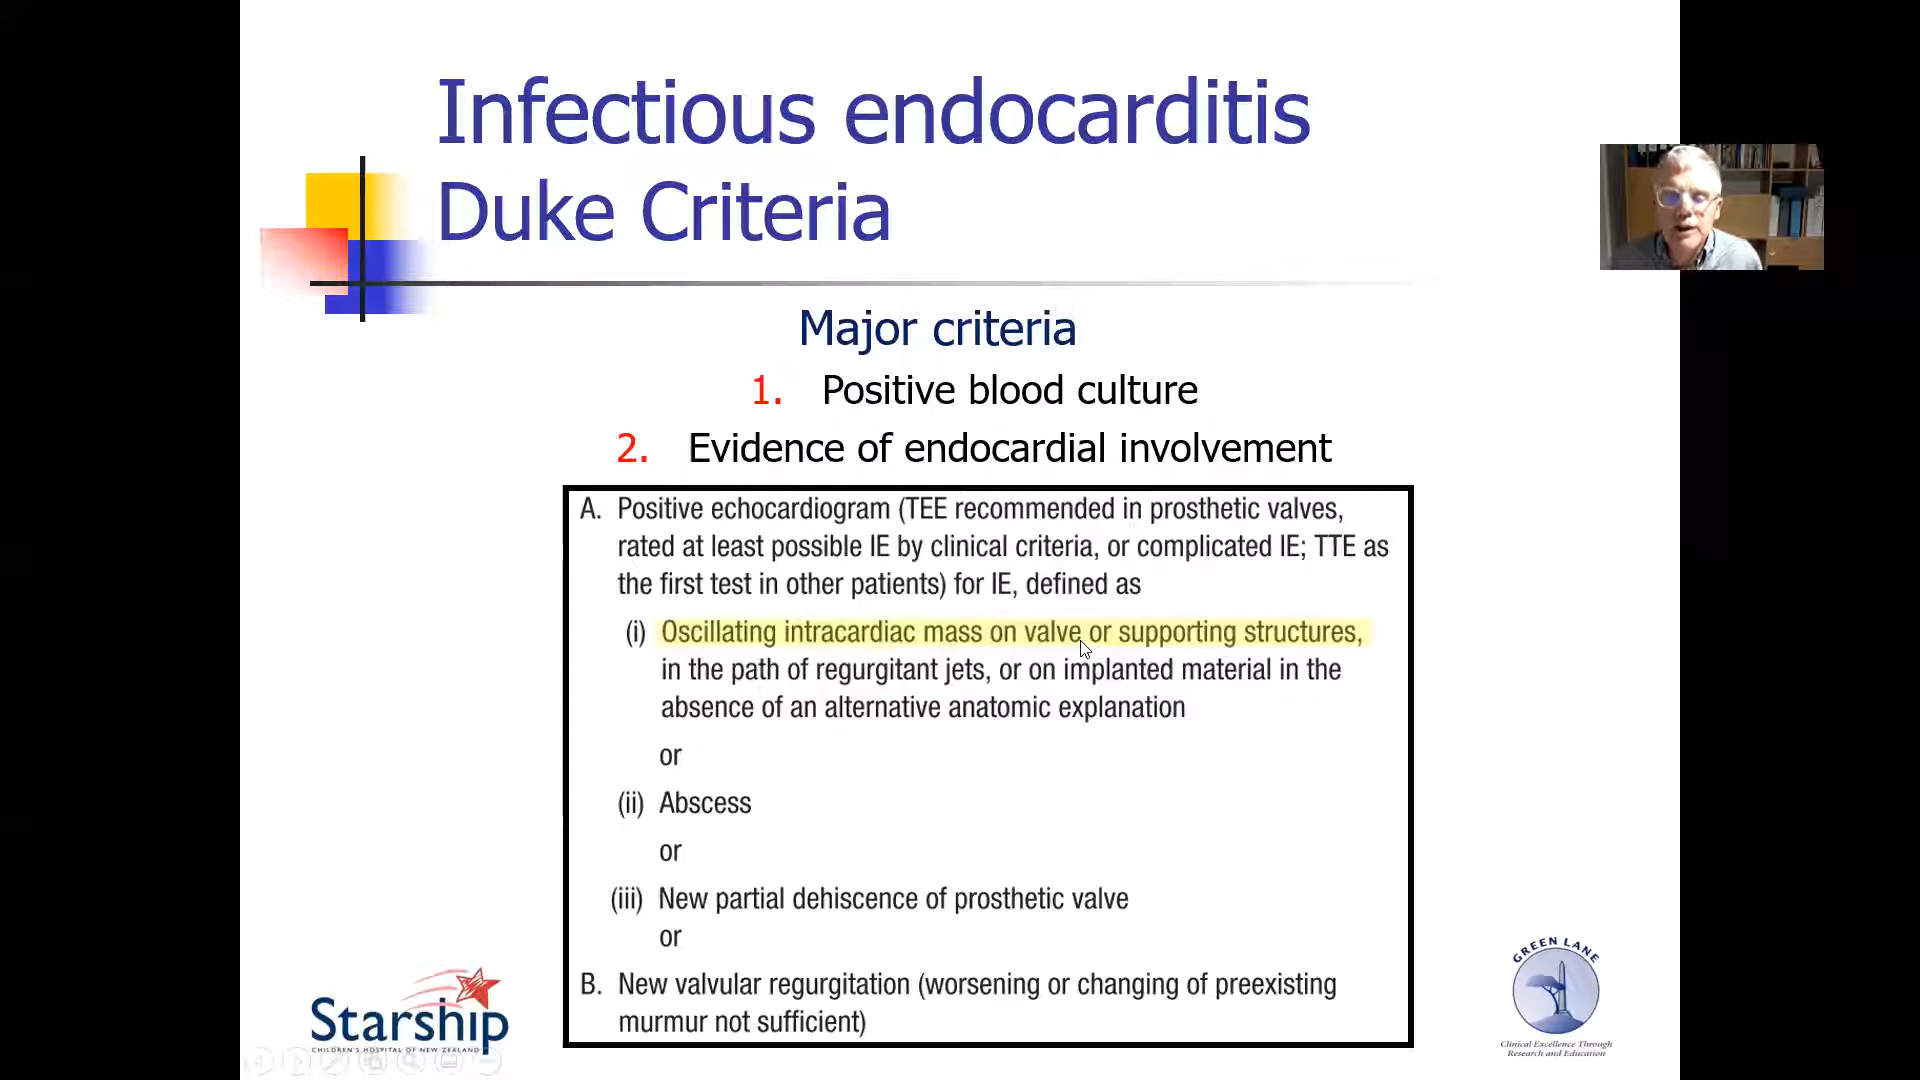 Infectious endocarditis
Duke Criteria
Major criteria
1. Positive blood culture
2. Evidence of endocardial involvement
A. Positive echocardiogram (TEE recommended in prosthetic valves,
rated at least possible IE by clinical criteria, or complicated IE; TTE as
the first test in other patients) for IE, defined as
(i) Oscillating intracardiac mass on valve or supporting structures,
in the path of regurgitant jets, or on implanted material in the
absence of an alternative anatomic explanation
or
(ii) Abscess
or
(iii) New partial dehiscence of prosthetic valve
or
B. New valvular regurgitation (worsening or changing of preexisting
murmur not sufficient)
Starship
CHILDREN'S HOSPITAL OF NEW ZEALAND
GREEN LANE
Clinical Excellence Through
Research and Education